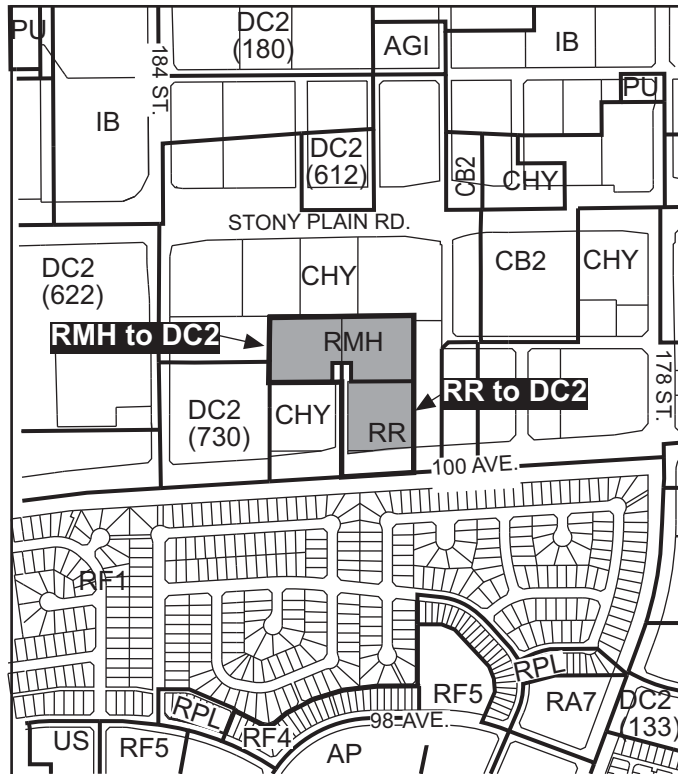 PU
DC2
(180)
AGI
IB
184 ST.
IB
PU
DC2
(612)
CB2
CHY
STONY PLAIN RD.
DC2
(622)
CHY
CB2
CHY
RMH to DC2
RMH
178 ST.
DC2
(730)
CHY
RR
RR to DC2
100 AVE.
RF1
RPL
RF4
RF5
RPL
RA7
DC2
(133)
98 AVE.
US
RF5
AP